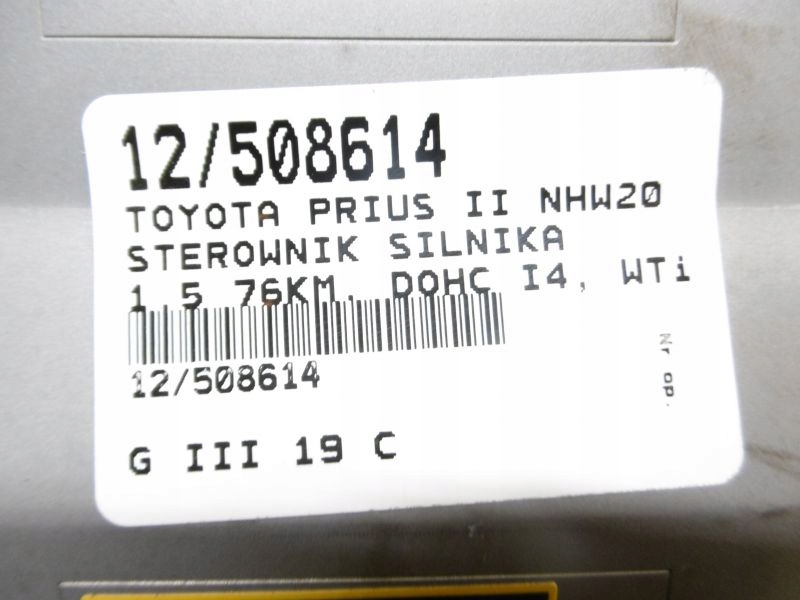 12/508614
TOYOTA PRIUS II NHW20
STEROWNIK SILNIKA
1.5 76KM. DOHC I4, WTi
12/508614
Nr op.
G III 19 C